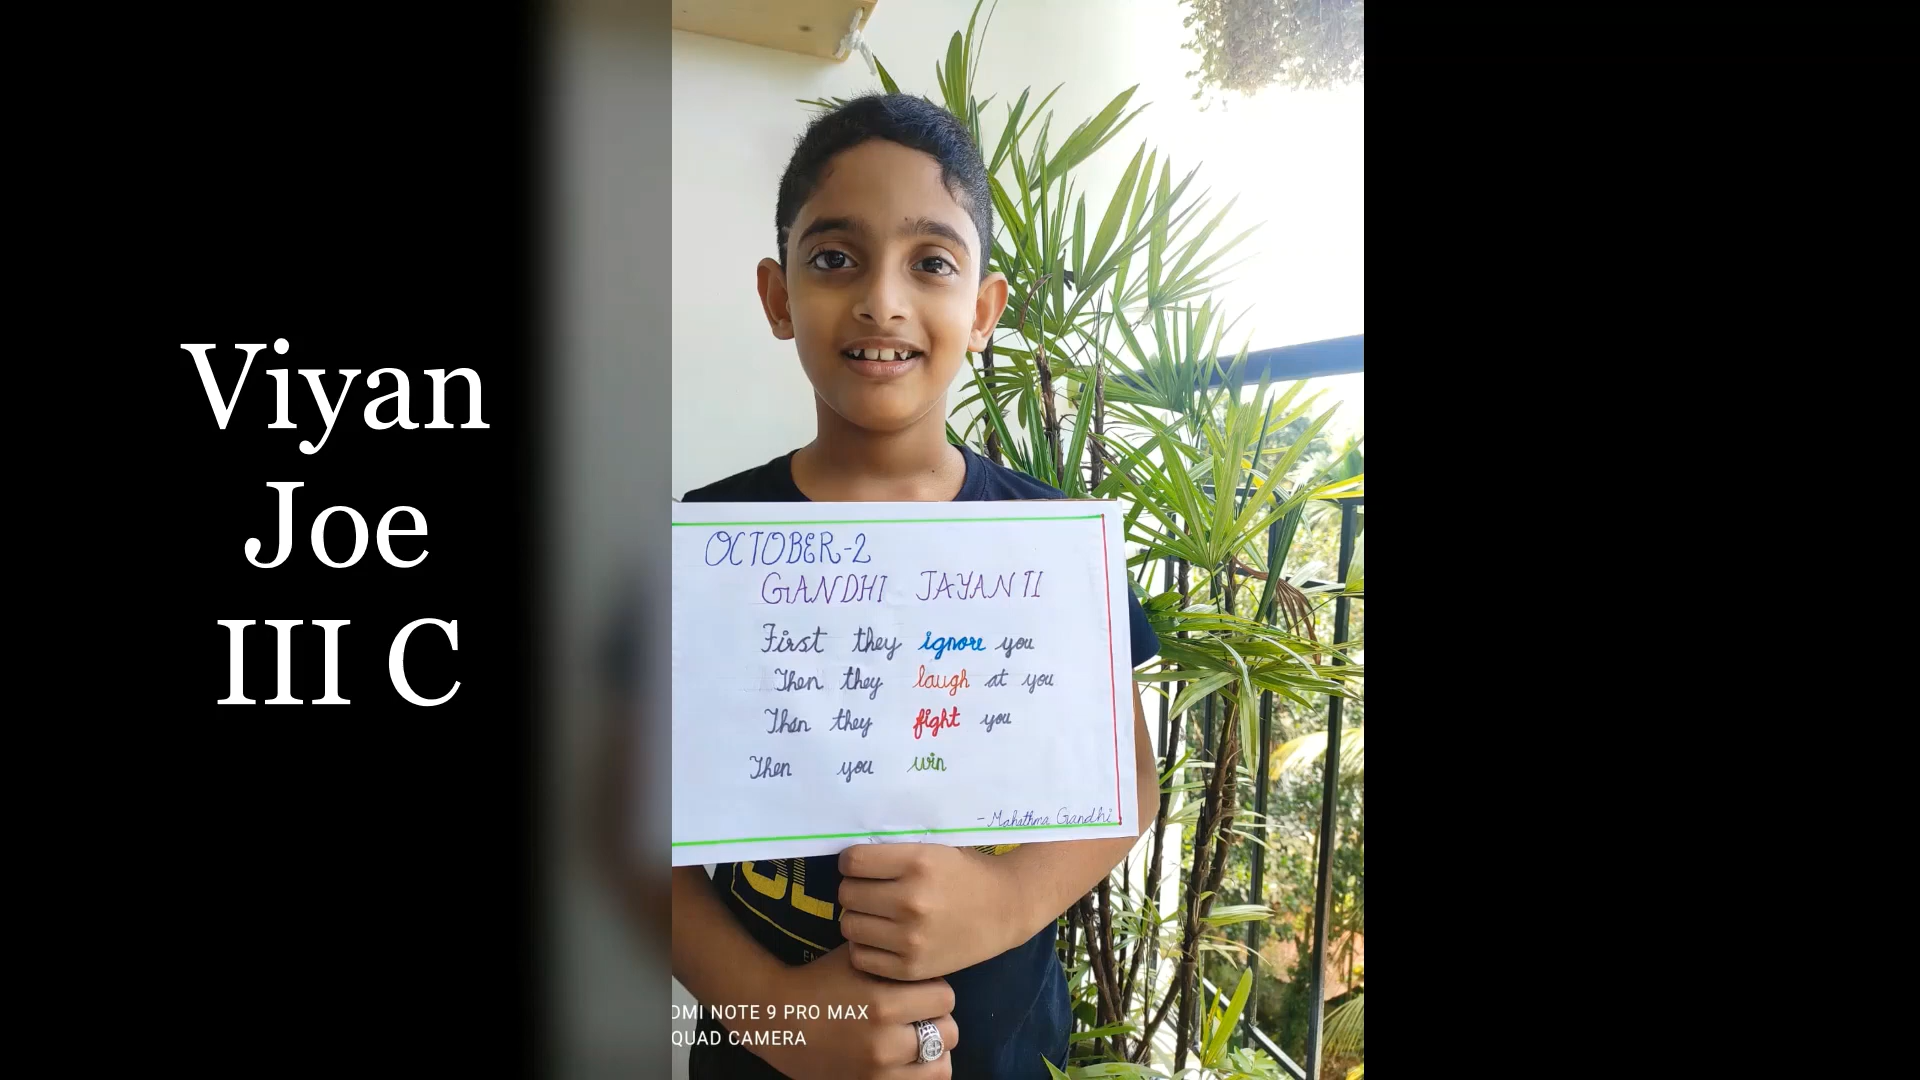 Viyan
Joe
III C
OCTOBER-2
GANDHI JAYANTI
First they ignore you
Then they laugh at you
Then they fight you
Then you win
- Mahathma Gandhi
OMI NOTE 9 PRO MAX
QUAD CAMERA